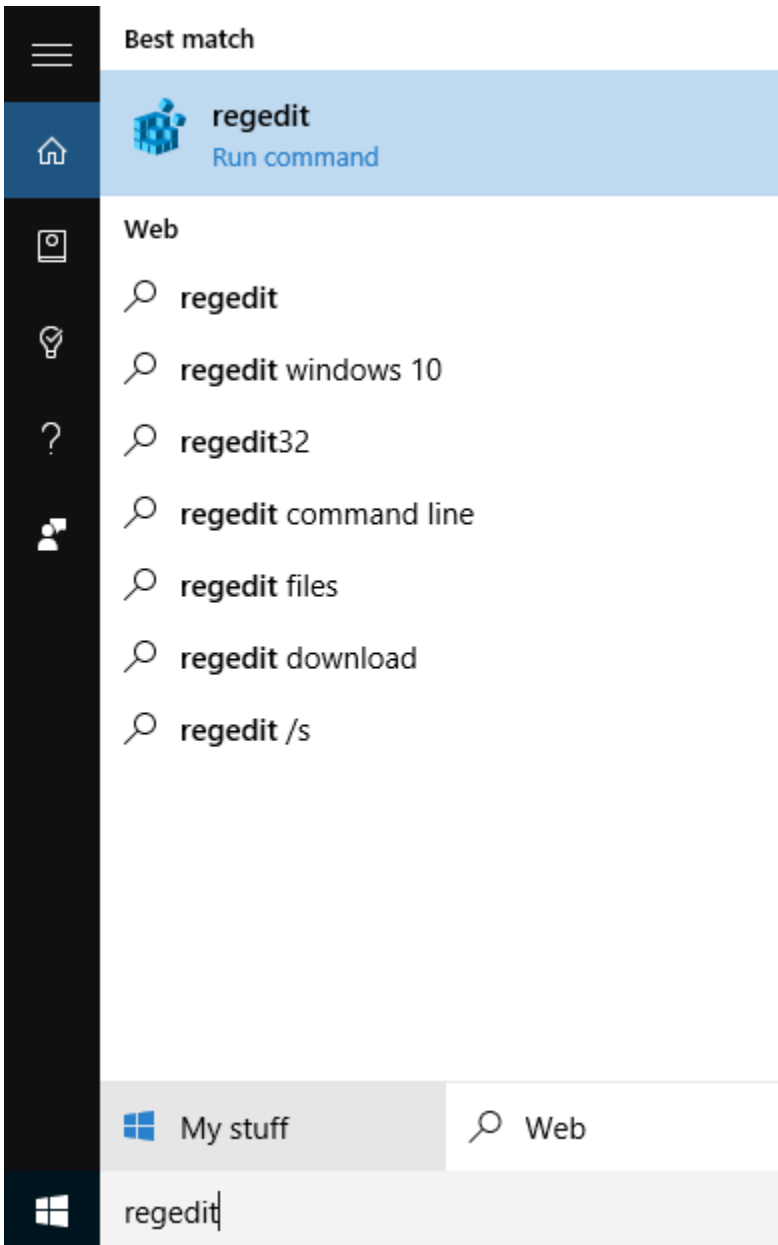 Best match
regedit
Run command
Web
regedit
regedit windows 10
regedit32
regedit command line
regedit files
regedit download
regedit /s
My stuff
Web
regedit